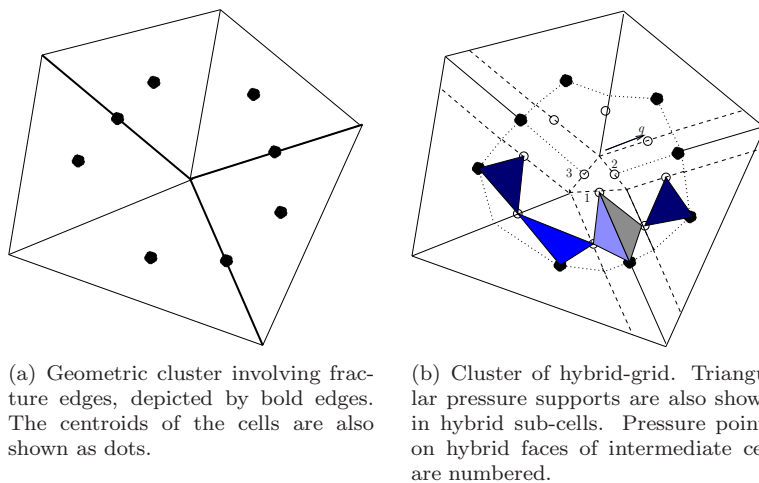 q
3
2
1
(a) Geometric cluster involving frac-
ture edges, depicted by bold edges.
The centroids of the cells are also
shown as dots.
(b) Cluster of hybrid-grid. Triangu-
lar pressure supports are also show
in hybrid sub-cells. Pressure point
on hybrid faces of intermediate ce
are numbered.